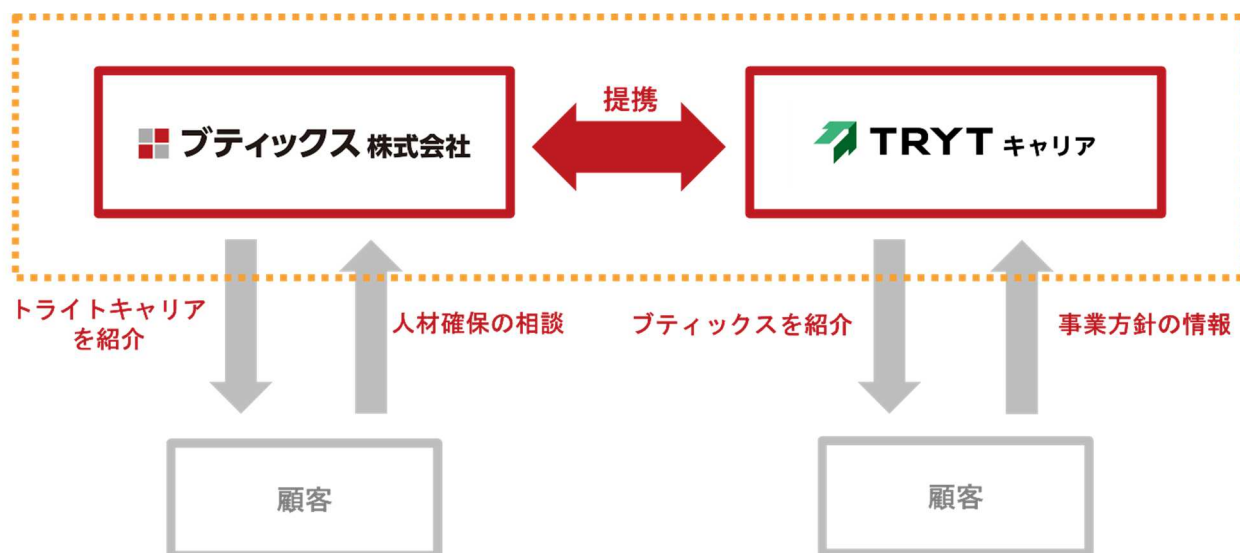 提携
ブティックス 株式会社
TRYT キャリア
トライトキャリア
を紹介
人材確保の相談
ブティックスを紹介
事業方針の情報
顧客
顧客